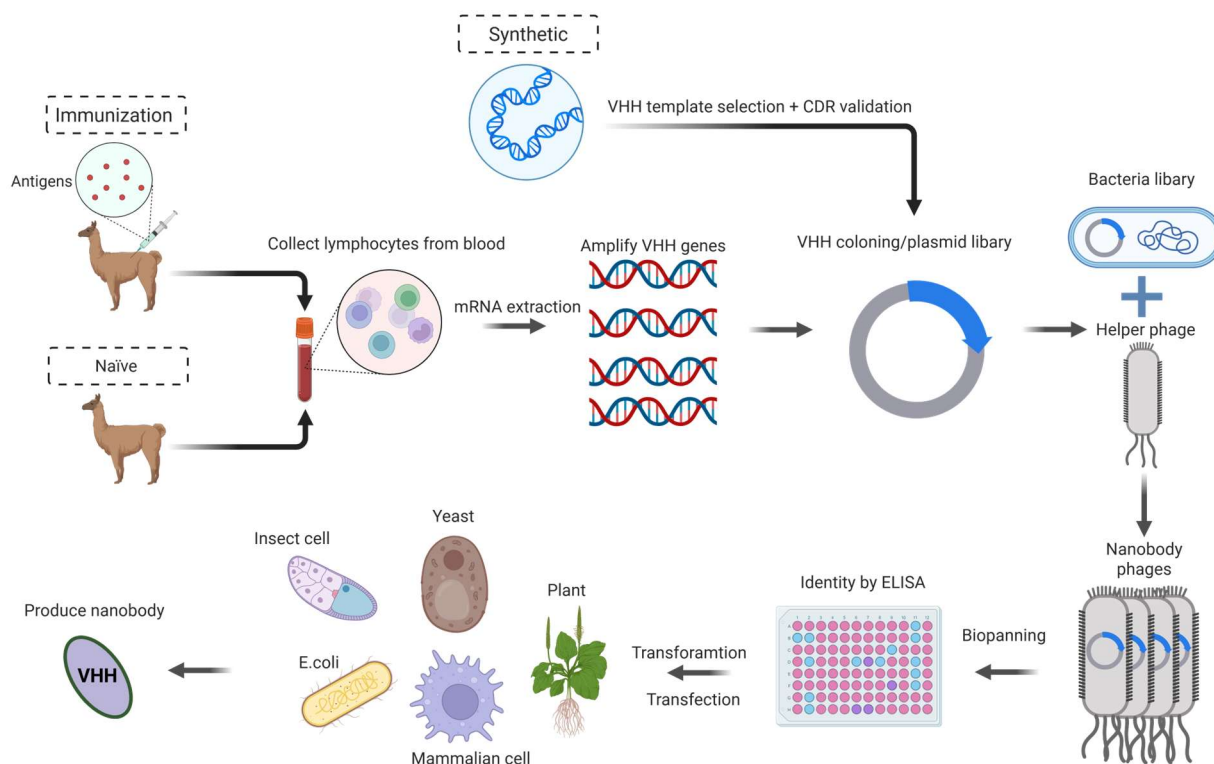 Synthetic
VHH template selection + CDR validation
Immunization
Antigens
Collect lymphocytes from blood
mRNA extraction
Amplify VHH genes
VHH coloning/plasmid libary
Bacteria libary
Helper phage
Naïve
Nanobody
phages
Biopanning
Identity by ELISA
Transforamtion
Transfection
Yeast
Insect cell
Plant
E.coli
Mammalian cell
Produce nanobody
VHH